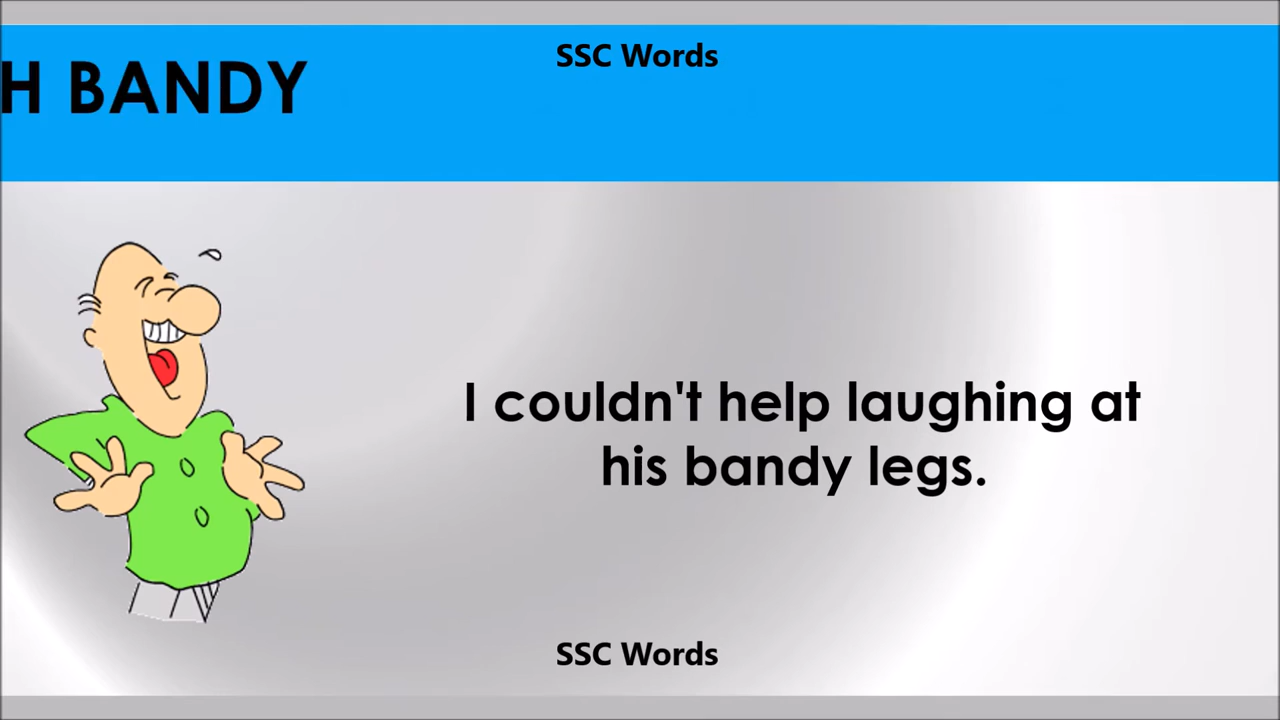 SSC Words
H BANDY
I couldn't help laughing at
his bandy legs.
SSC Words